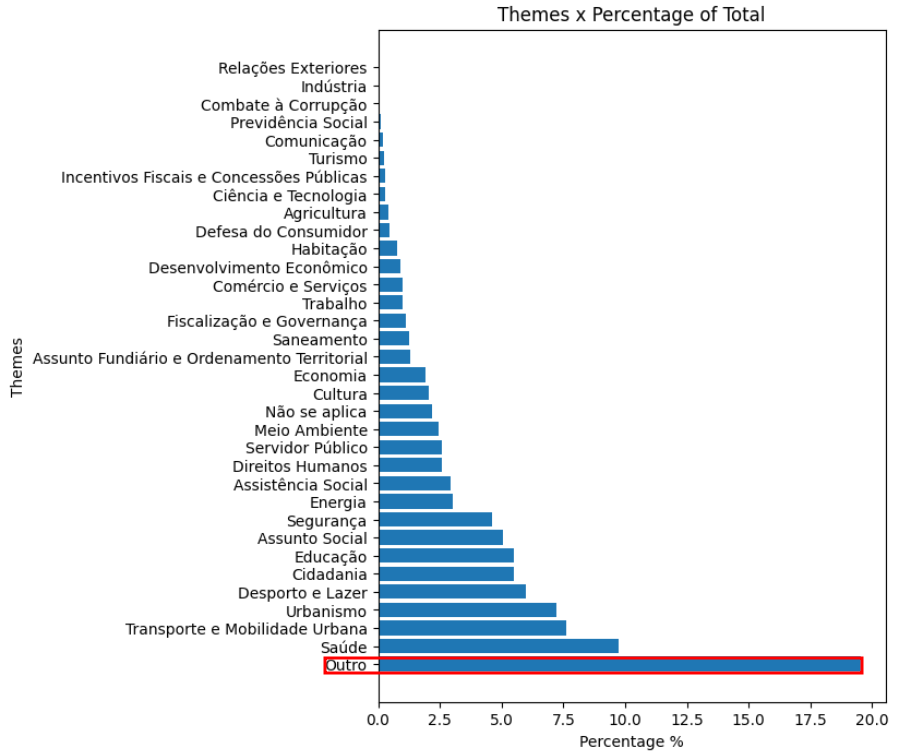 Themes x Percentage of Total
Relações Exteriores
Indústria
Combate à Corrupção
Previdência Social
Comunicação
Turismo
Incentivos Fiscais e Concessões Públicas
Ciência e Tecnologia
Agricultura
Defesa do Consumidor
Habitação
Desenvolvimento Econômico
Comércio e Serviços
Trabalho
Fiscalização e Governança
Saneamento
Assunto Fundiário e Ordenamento Territorial
Economia
Cultura
Não se aplica
Meio Ambiente
Servidor Público
Direitos Humanos
Assistência Social
Energia
Segurança
Assunto Social
Educação
Cidadania
Desporto e Lazer
Urbanismo
Transporte e Mobilidade Urbana
Saúde
Outro
Themes
0.0 2.5 5.0 7.5 10.0 12.5 15.0 17.5 20.0
Percentage %